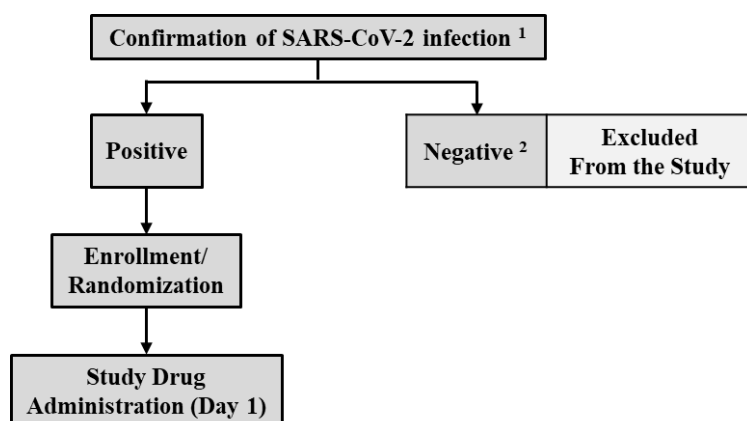 Confirmation of SARS-CoV-2 infection ¹
Positive
Negative ²
Excluded
From the Study
Enrollment/
Randomization
Study Drug
Administration (Day 1)